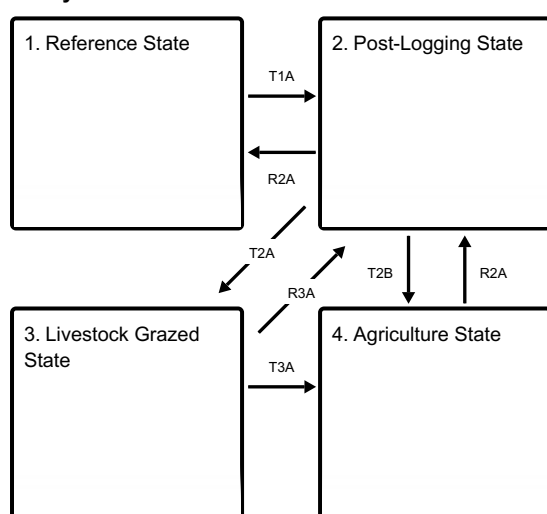 1. Reference State
2. Post-Logging State
T1A
R2A
T2A
R3A
T2B
R2A
3. Livestock Grazed
State
4. Agriculture State
T3A